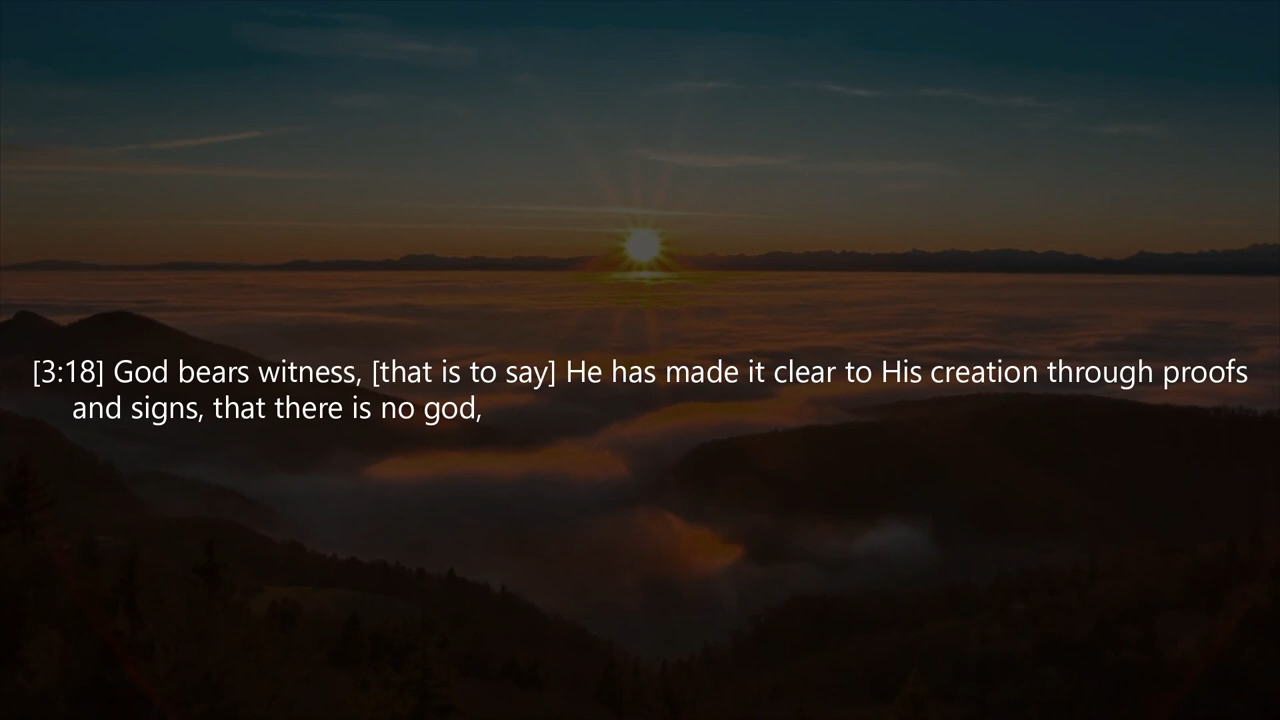 [3:18] God bears witness, [that is to say] He has made it clear to His creation through proofs
and signs, that there is no god,